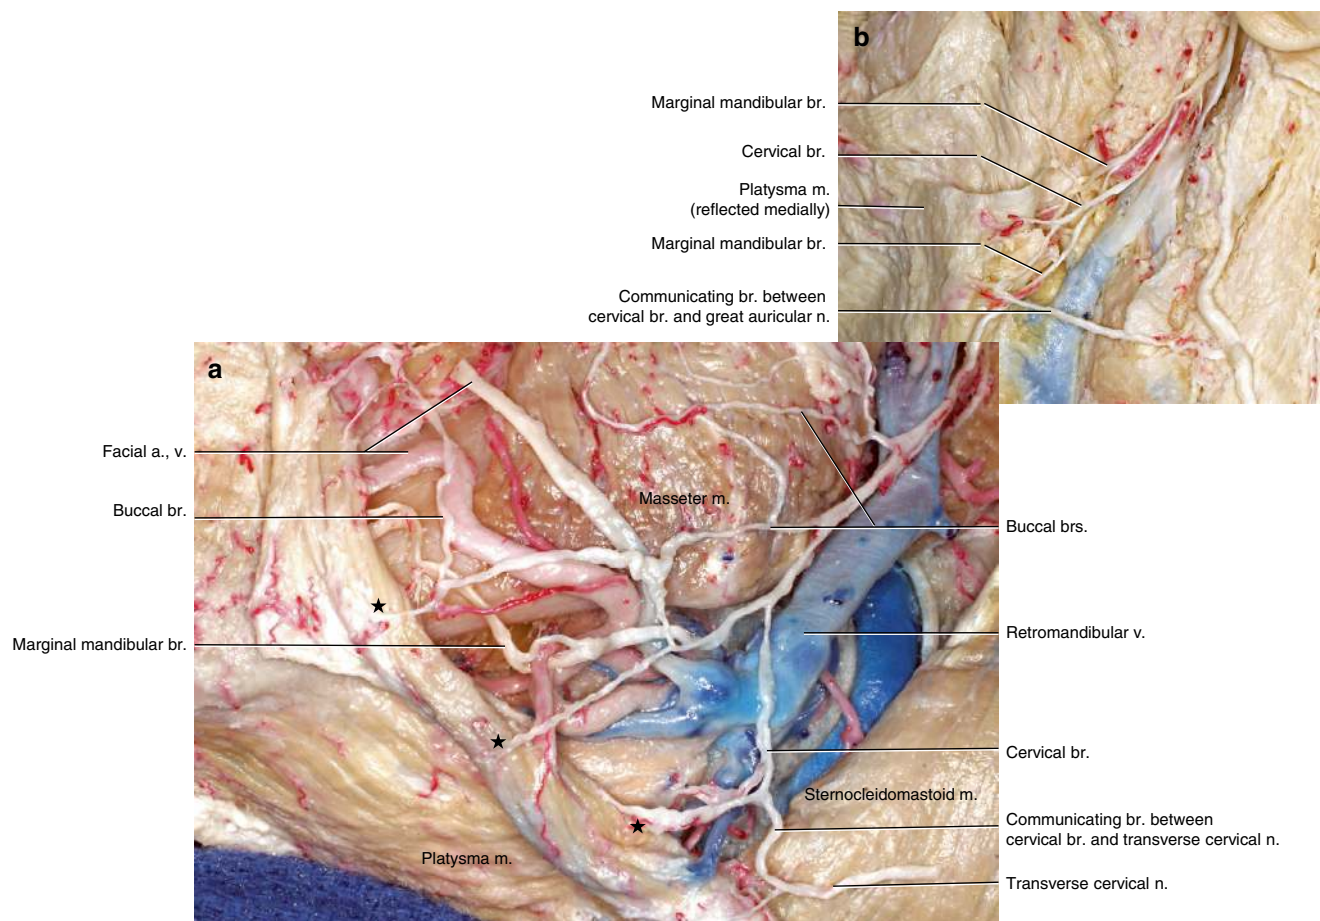 b
Marginal mandibular br.
Cervical br.
Platysma m.
(reflected medially)
Marginal mandibular br.
Communicating br. between
cervical br. and great auricular n.
a
Facial a., v.
Buccal br.
Masseter m.
Buccal brs.
Marginal mandibular br.
Retromandibular v.
Cervical br.
Sternocleidomastoid m.
Communicating br. between
cervical br. and transverse cervical n.
Platysma m.
Transverse cervical n.